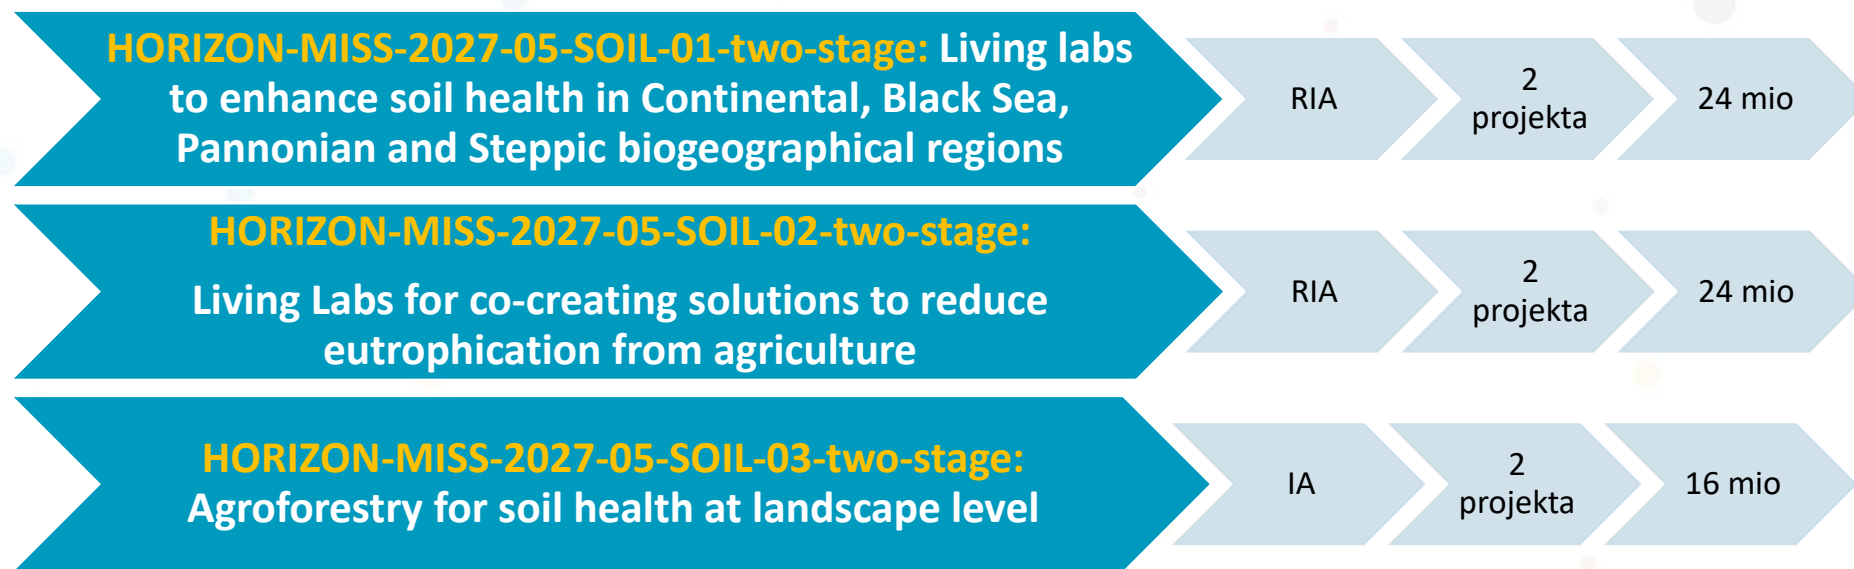 HORIZON-MISS-2027-05-SOIL-01-two-stage: Living labs
to enhance soil health in Continental, Black Sea,
Pannonian and Steppic biogeographical regions
RIA
2
projekta
24 mio
HORIZON-MISS-2027-05-SOIL-02-two-stage:
Living Labs for co-creating solutions to reduce
eutrophication from agriculture
RIA
2
projekta
24 mio
HORIZON-MISS-2027-05-SOIL-03-two-stage:
Agroforestry for soil health at landscape level
IA
2
projekta
16 mio